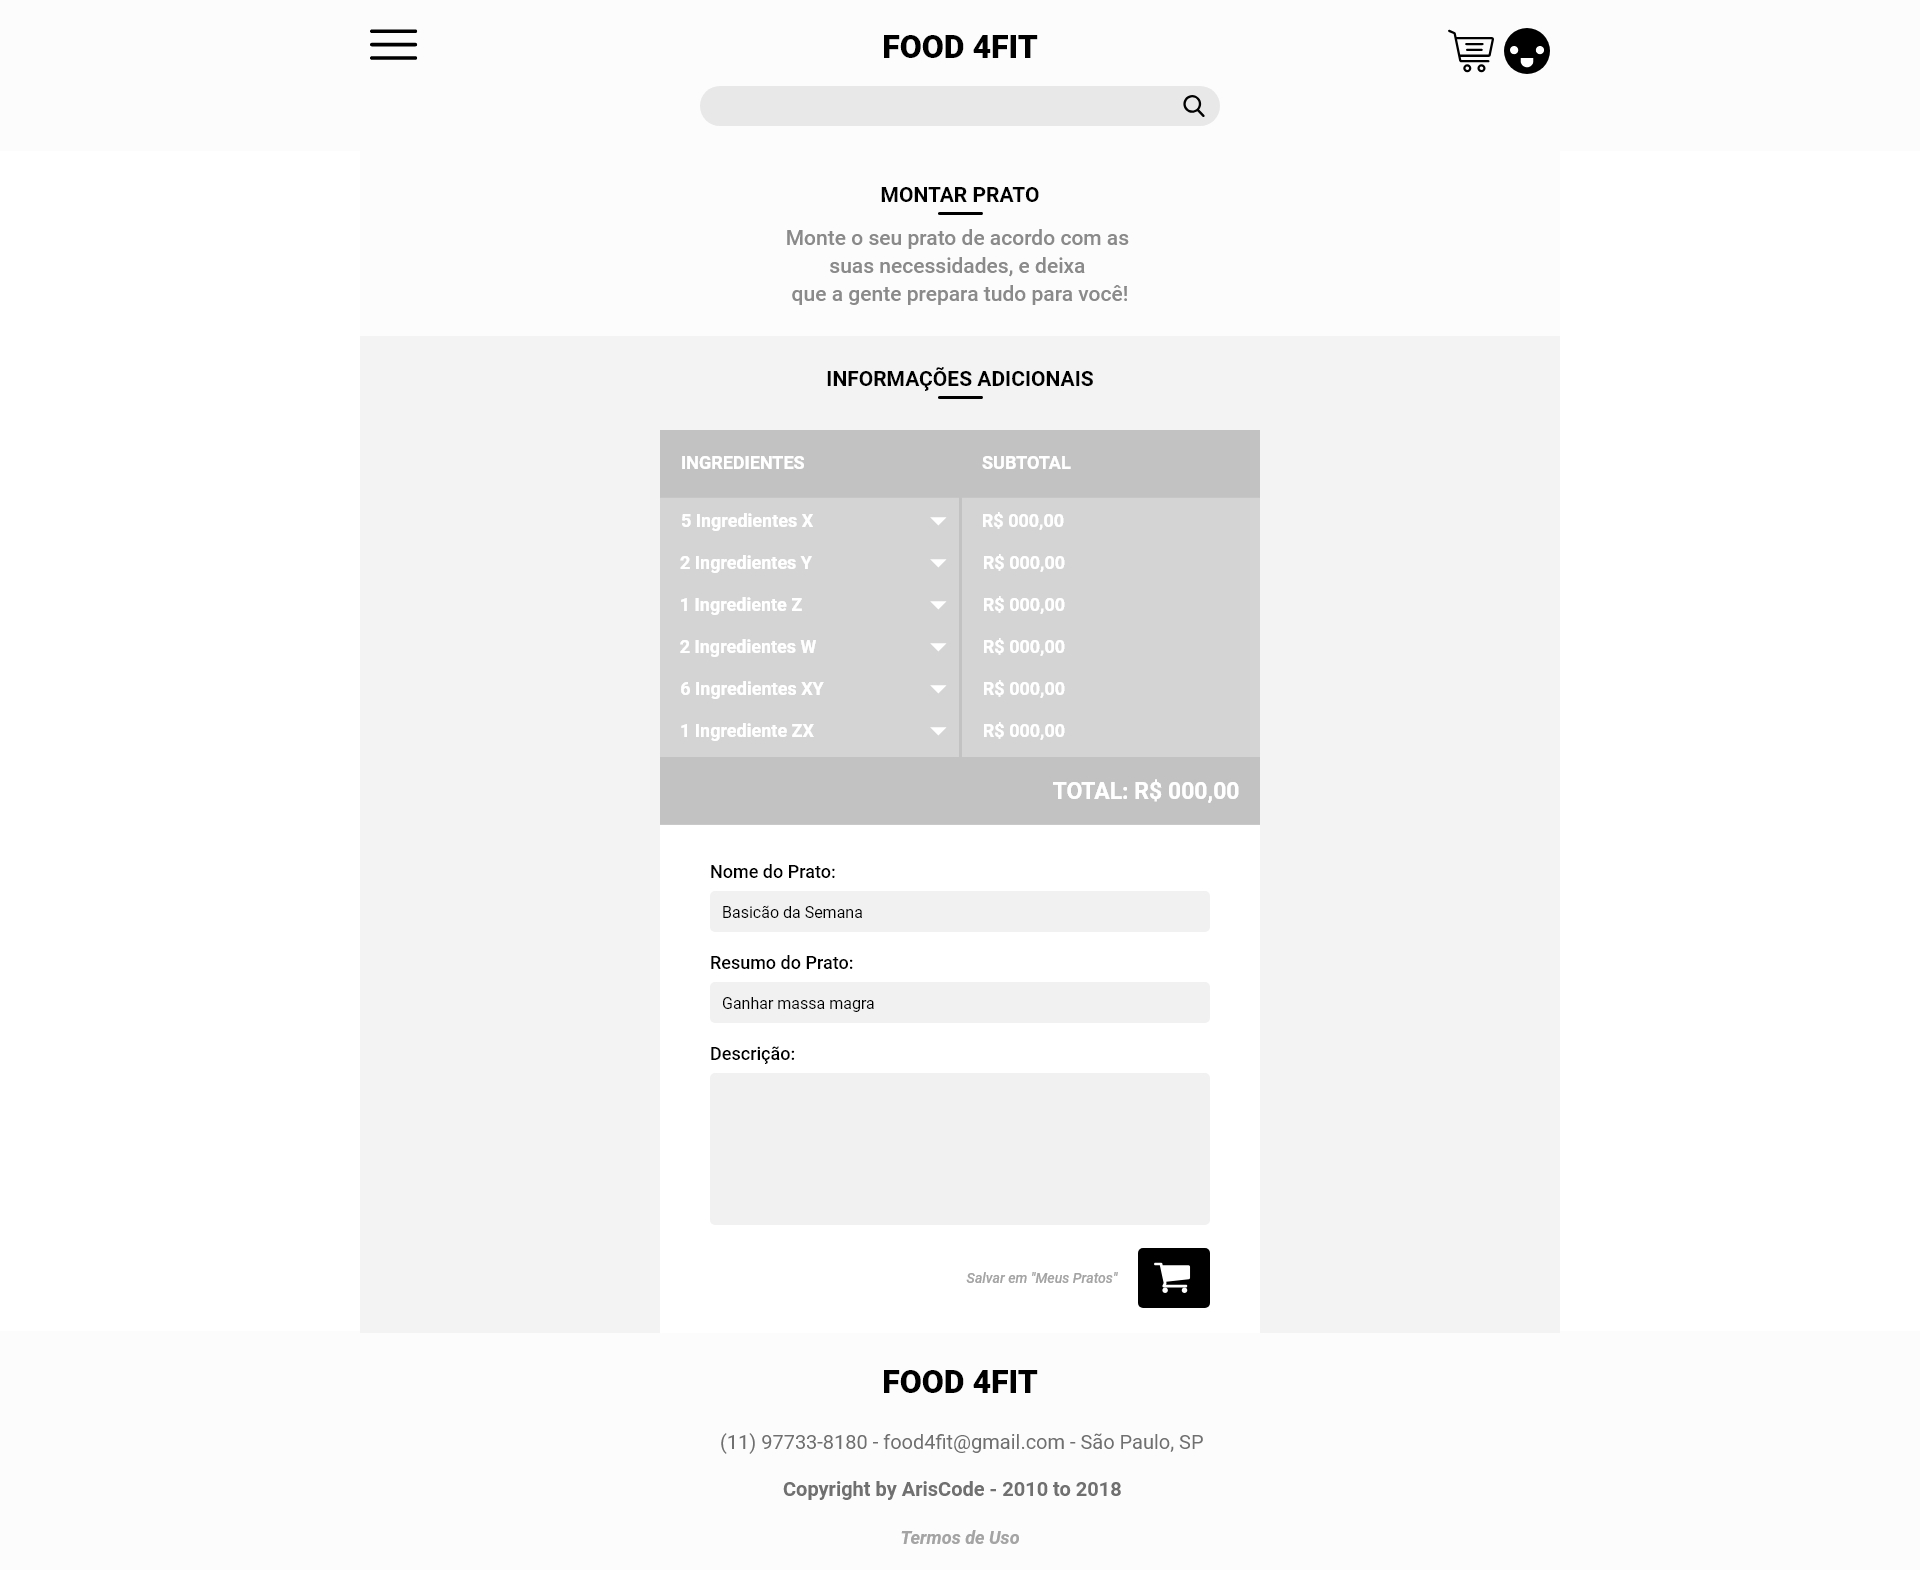 FOOD 4FIT
MONTAR PRATO
Monte o seu prato de acordo com as
suas necessidades, e deixa
que a gente prepara tudo para você!
INFORMAÇÕES ADICIONAIS
INGREDIENTES SUBTOTAL
5 Ingredientes X R$ 000,00
2 Ingredientes Y R$ 000,00
1 Ingrediente Z R$ 000,00
2 Ingredientes W R$ 000,00
6 Ingredientes XY R$ 000,00
1 Ingrediente ZX R$ 000,00
TOTAL: R$ 000,00
Nome do Prato:
Basicão da Semana
Resumo do Prato:
Ganhar massa magra
Descrição:
Salvar em "Meus Pratos"
FOOD 4FIT
(11) 97733-8180 - food4fit@gmail.com - São Paulo, SP
Copyright by ArisCode - 2010 to 2018
Termos de Uso